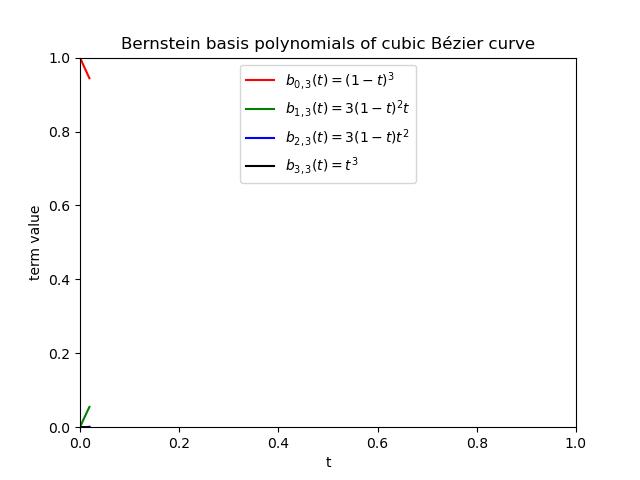 Bernstein basis polynomials of cubic Bézier curve
1.0
b₀,₃(t) = (1 − t)³
b₁,₃(t) = 3(1 − t)²t
b₂,₃(t) = 3(1 − t)t²
b₃,₃(t) = t³
0.8
0.6
term value
0.4
0.2
0.0
0.0 0.2 0.4 0.6 0.8 1.0
t